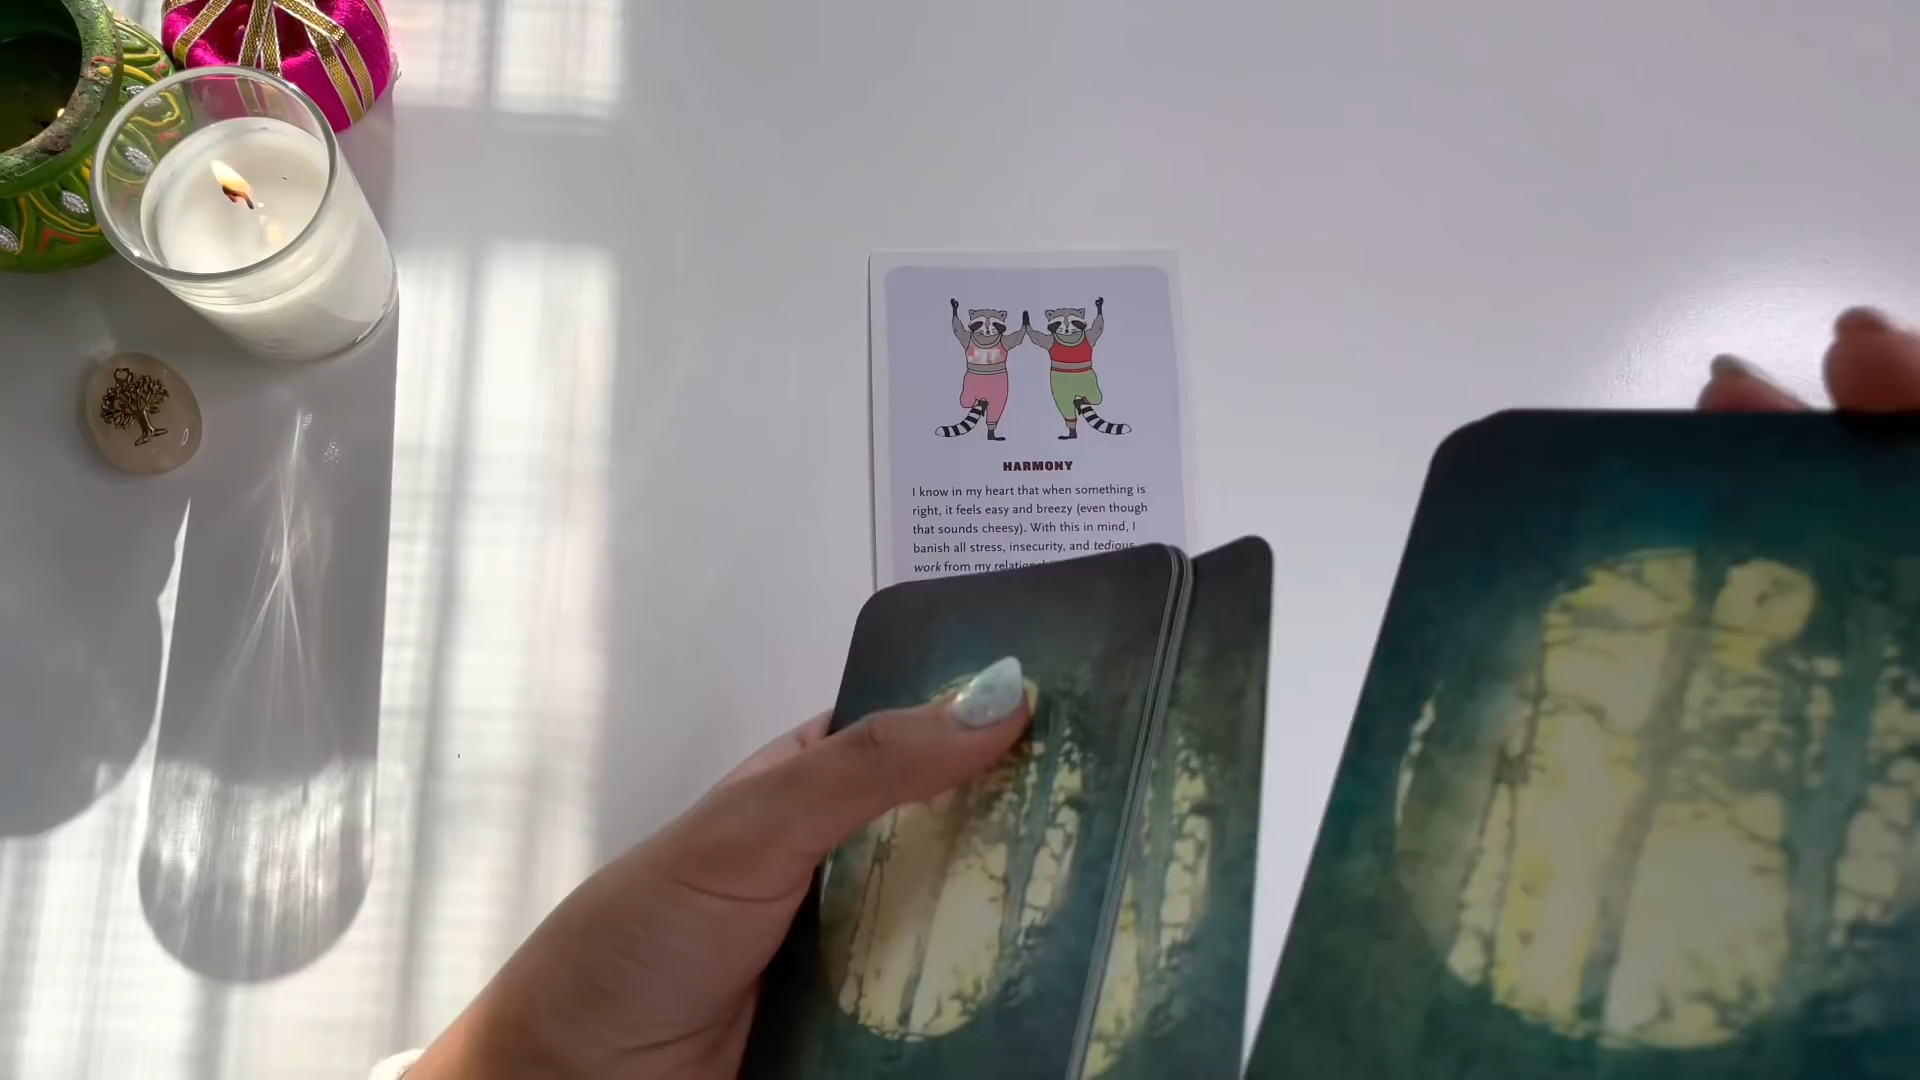 HARMONY
I know in my heart that when something is
right, it feels easy and breezy (even though
that sounds cheesy). With this in mind, I
banish all stress, insecurity, and tedious
work from my